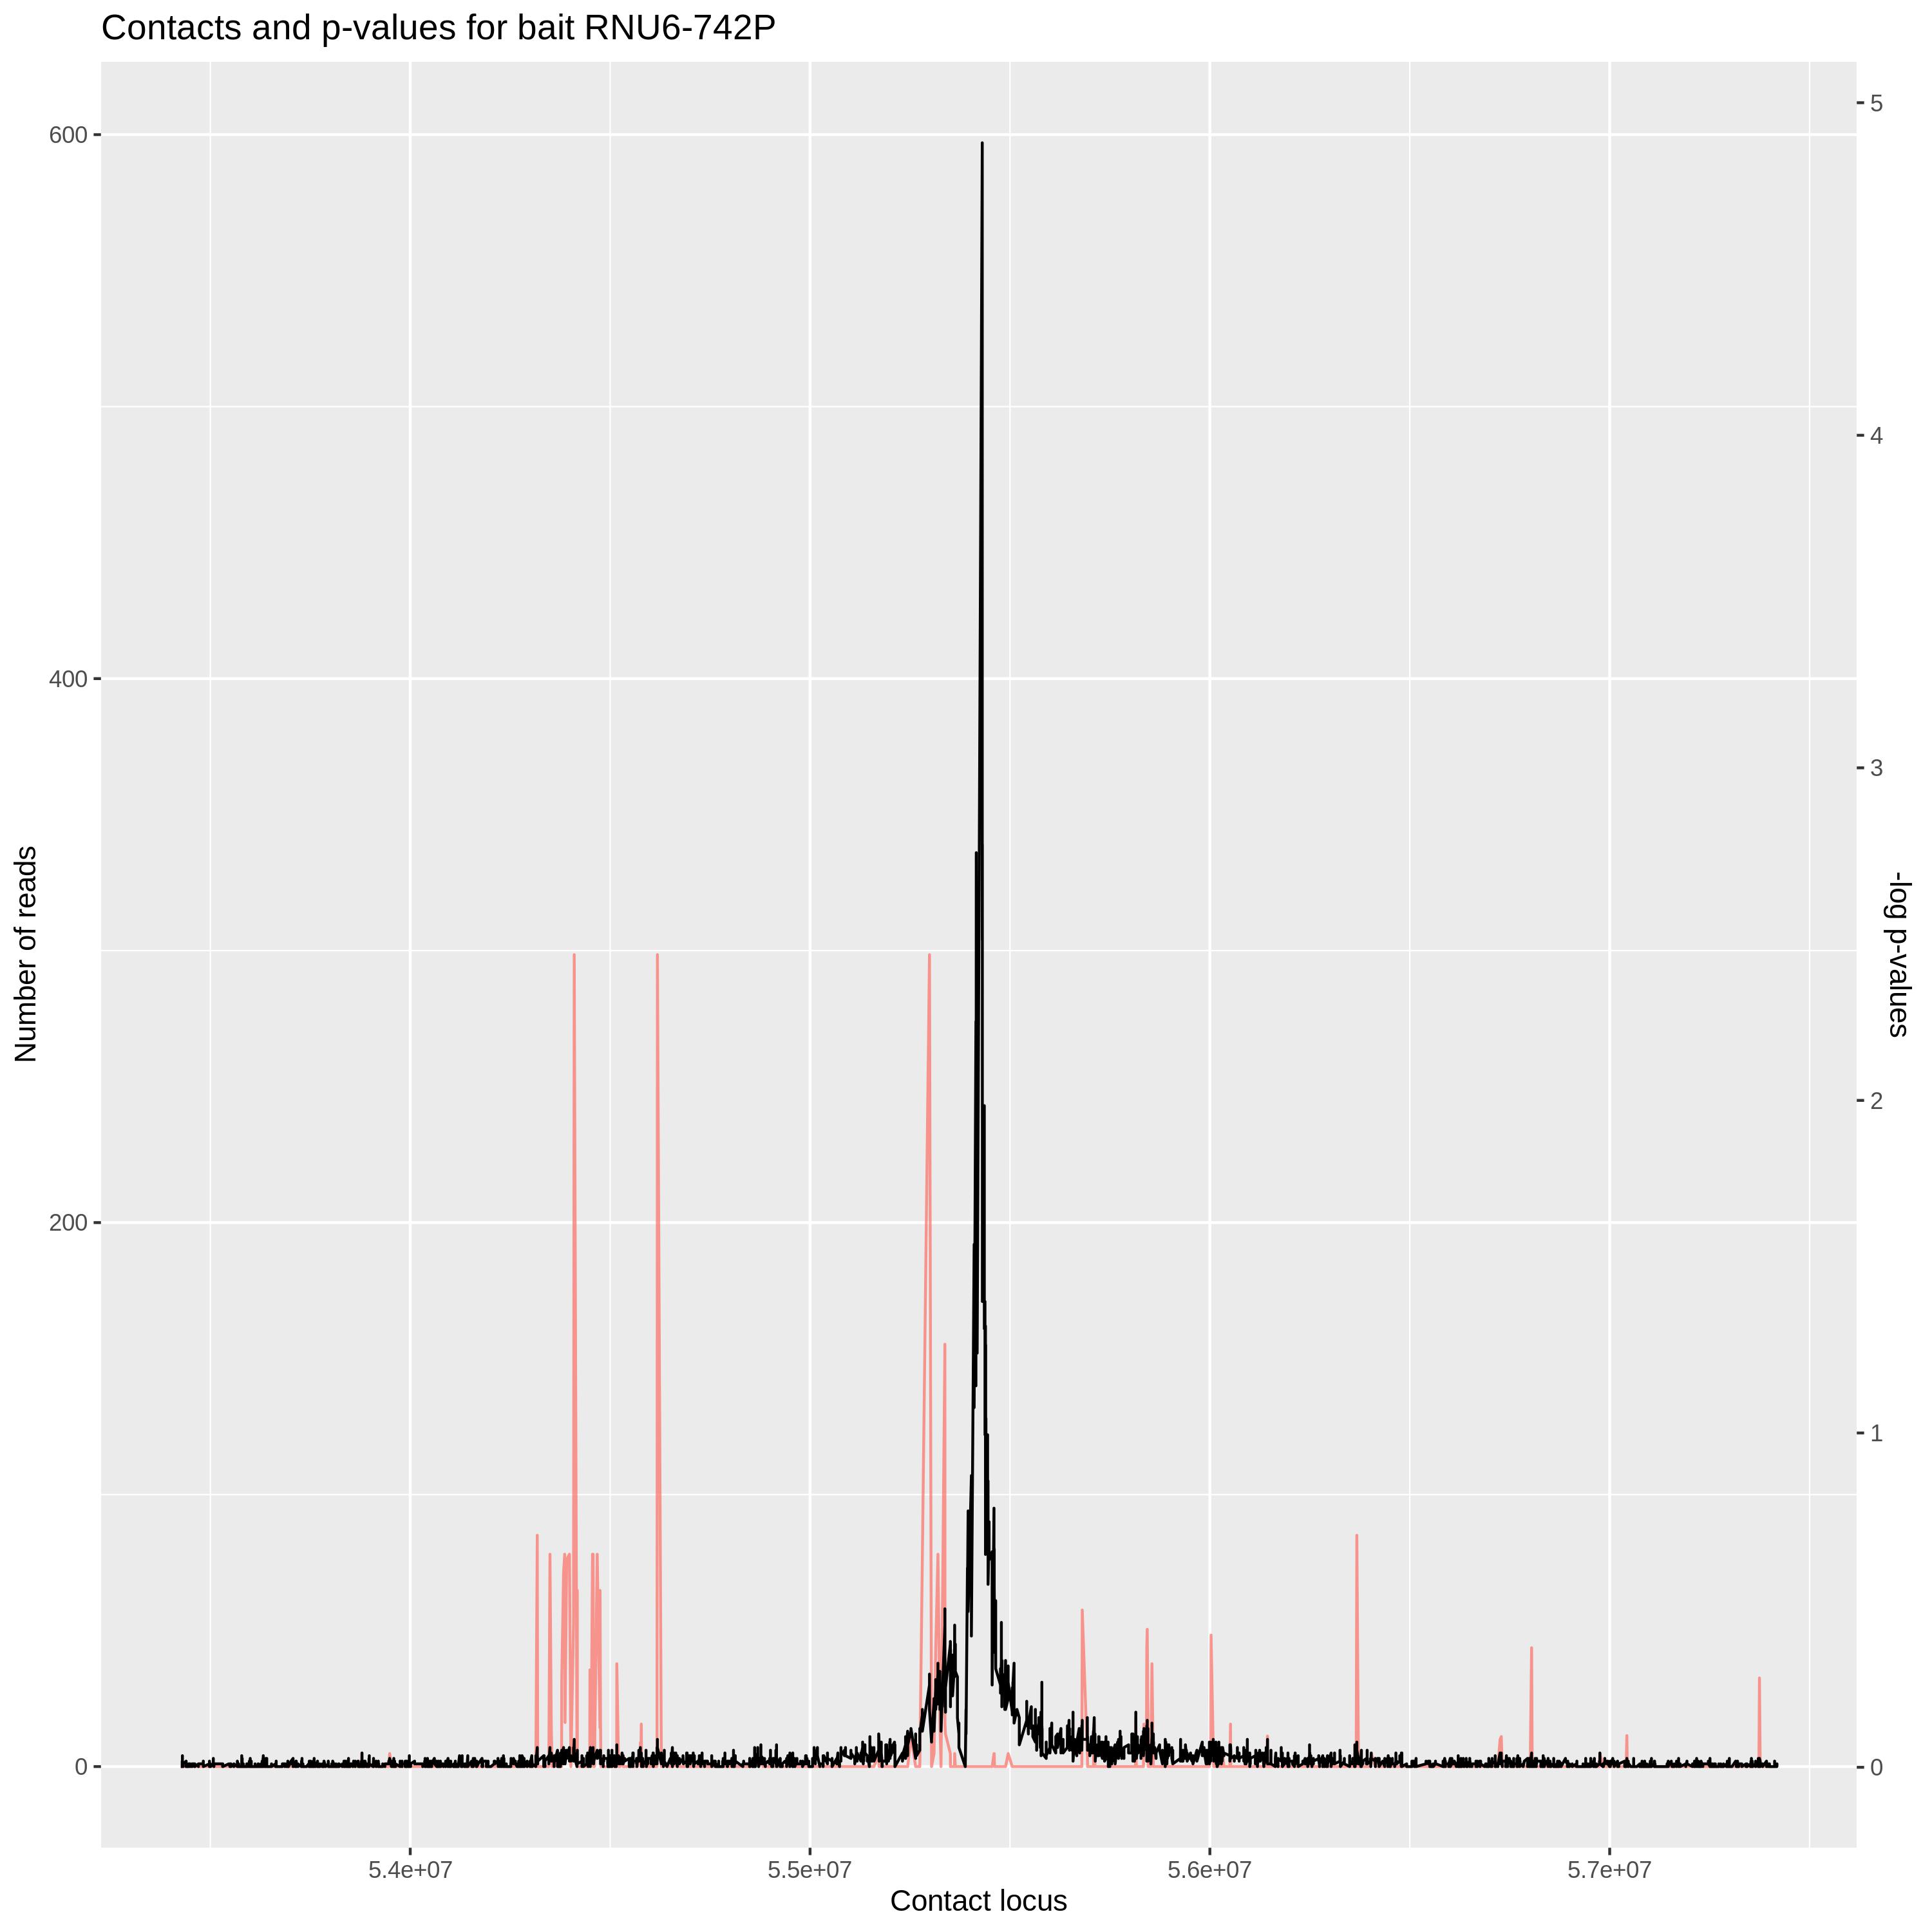 Contacts and p-values for bait RNU6-742P
600
400
200
0
Number of reads
5
4
3
2
1
0
-log p-values
5.4e+07
5.5e+07
5.6e+07
5.7e+07
Contact locus